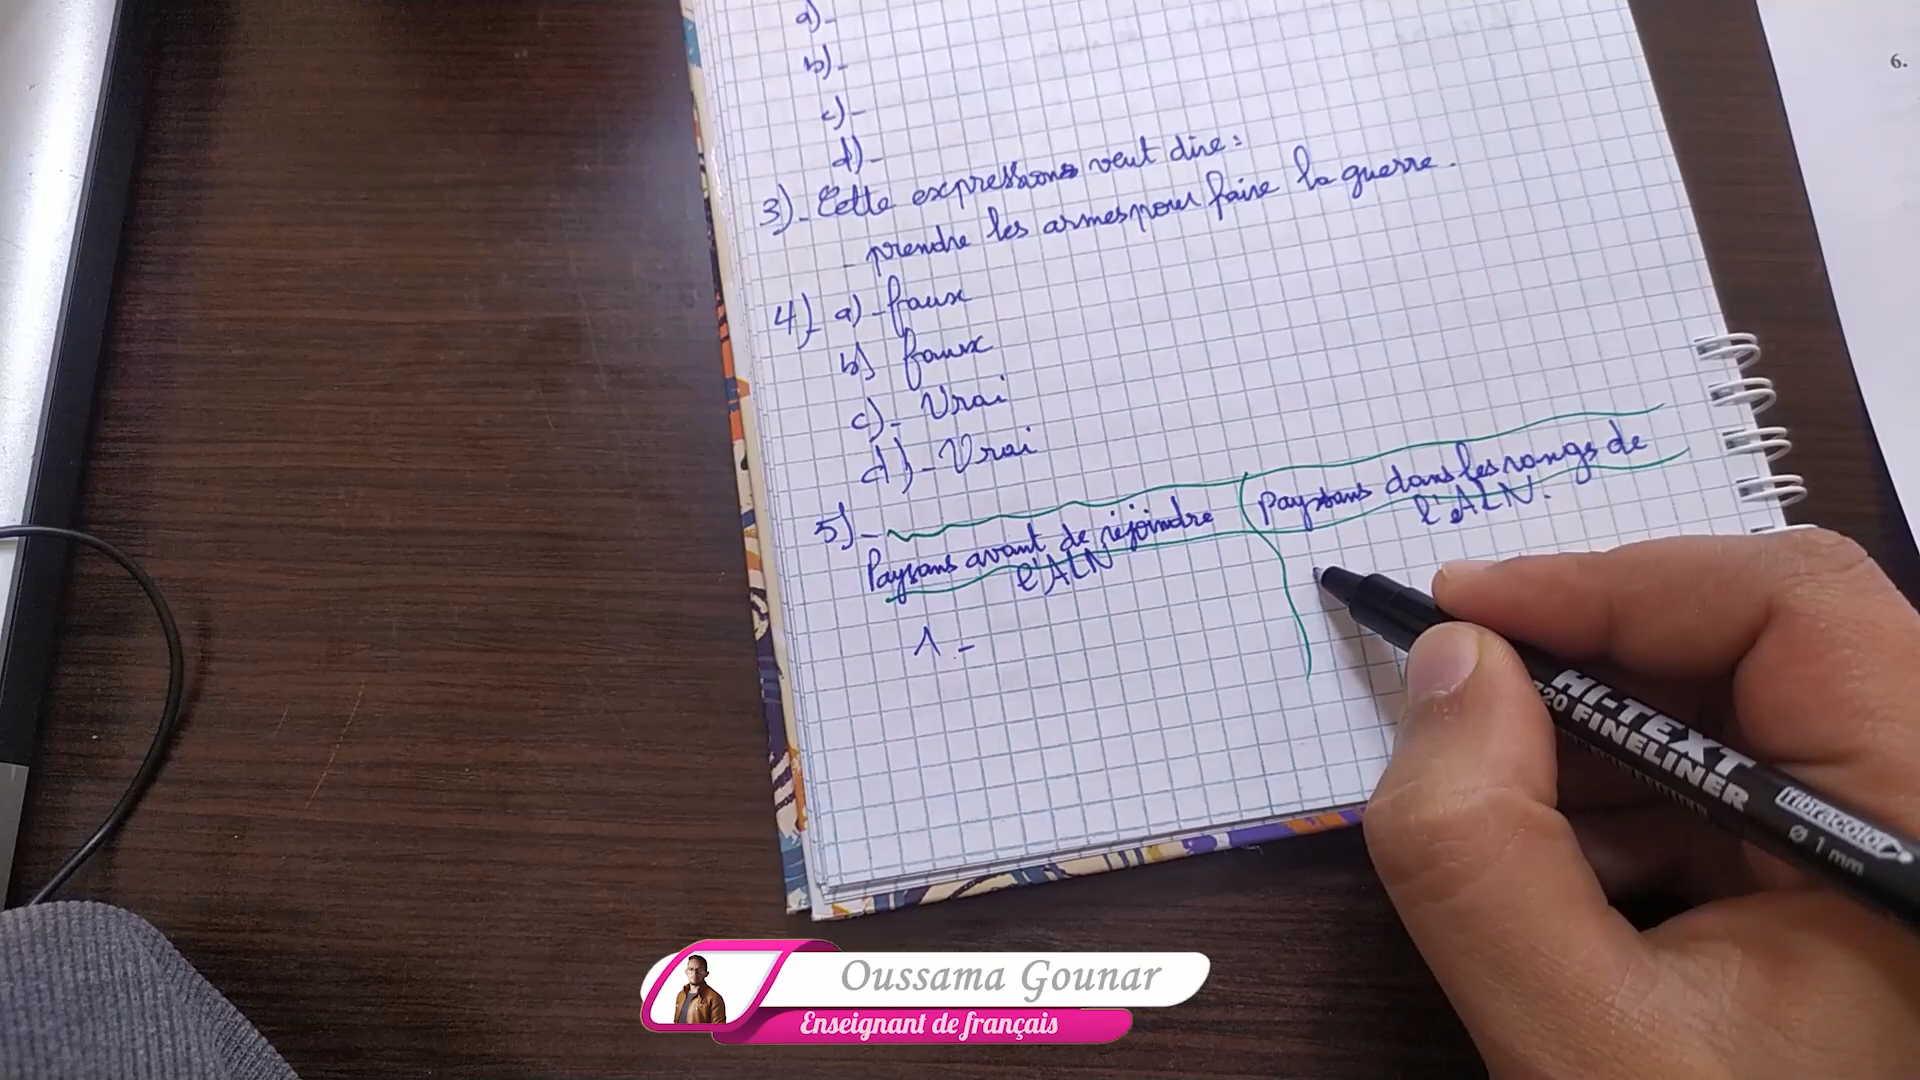 a)-
b)-
c)-
d)-
3)- Cette expressions veut dire:
- prendre les armes pour faire la guerre.
4)- a)- faux
b) faux
c)- Vrai
d)- Vrai
5)-
Paysans avant de rejoindre
l'ALN
Paysans dans les rangs de
l'ALN.
1-
6.
HI-TEXT
820 FINELINER
fibracolor
Ø 1 mm
Oussama Gounar
Enseignant de français